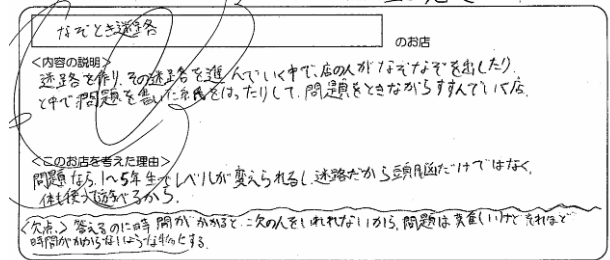 なぞとき迷路
のお店
<内容の説明>
迷路を作り、その迷路を進んでいく中で、店の人がなぞなぞを出したり、
と中で問題を書いた紙をはったりして、問題をときながらすすんでいく店。
<このお店を考えた理由>
問題なら、1~5年生でレベルが変えられるし、迷路だから頭脳だけではなく、
体も使って遊べるから。
<欠点>答えるのに時間がかかると、次の人をいれれないから、問題は難しいけどそれほど
時間がかからないような物とする。